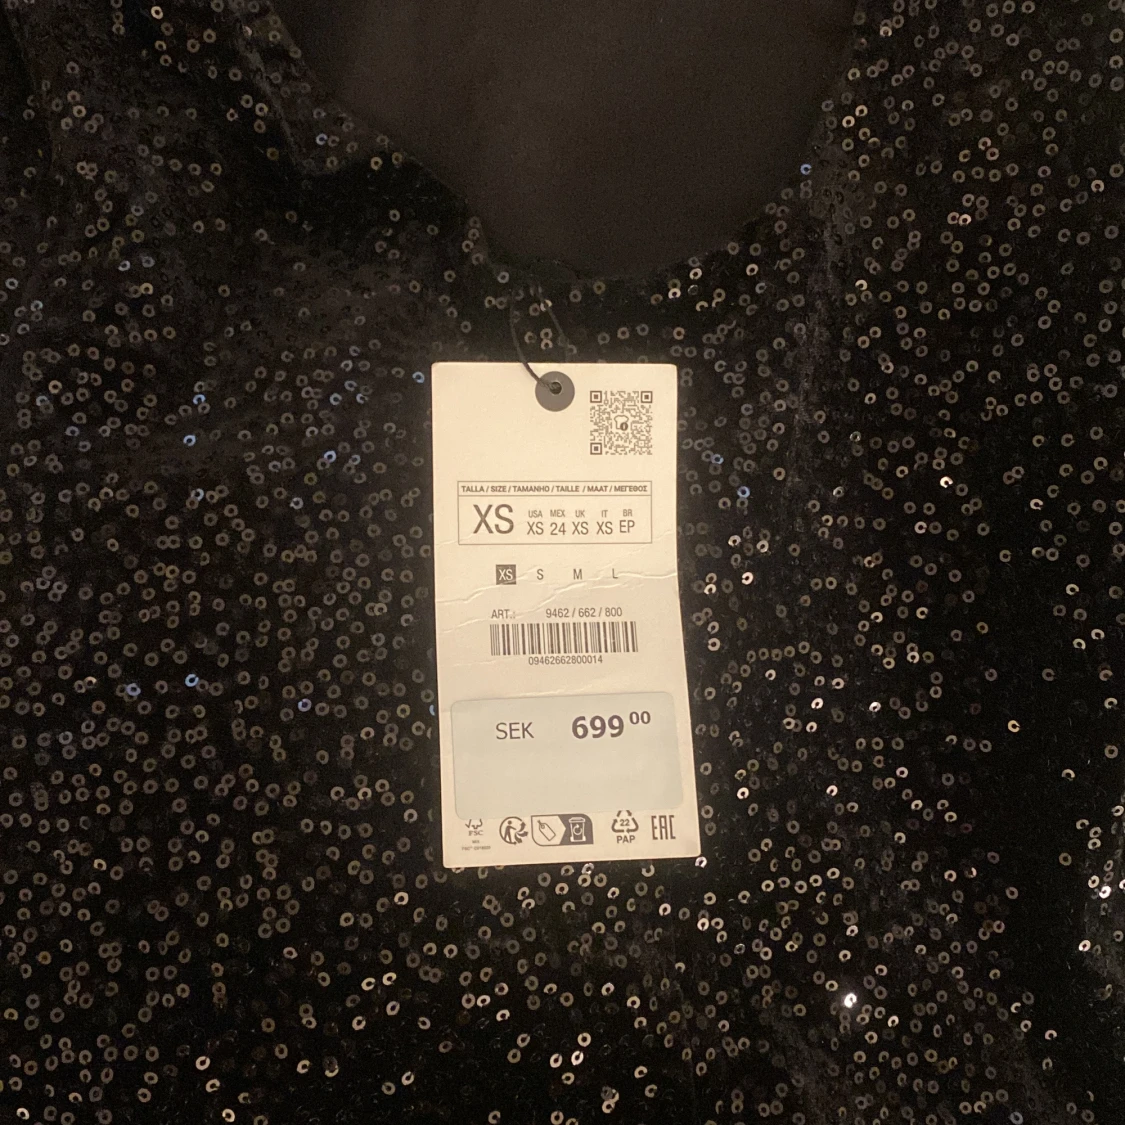 TALLA / SIZE / TAMANHO / TAILLE / MAAT / ΜΕΓΕΘΟΣ
XS USA XS MEX 24 UK XS IT XS BR EP
XS S M L
ART.: 9462 / 662 / 800
09462662800014
SEK 699 00
FSC
22
PAP
EAC